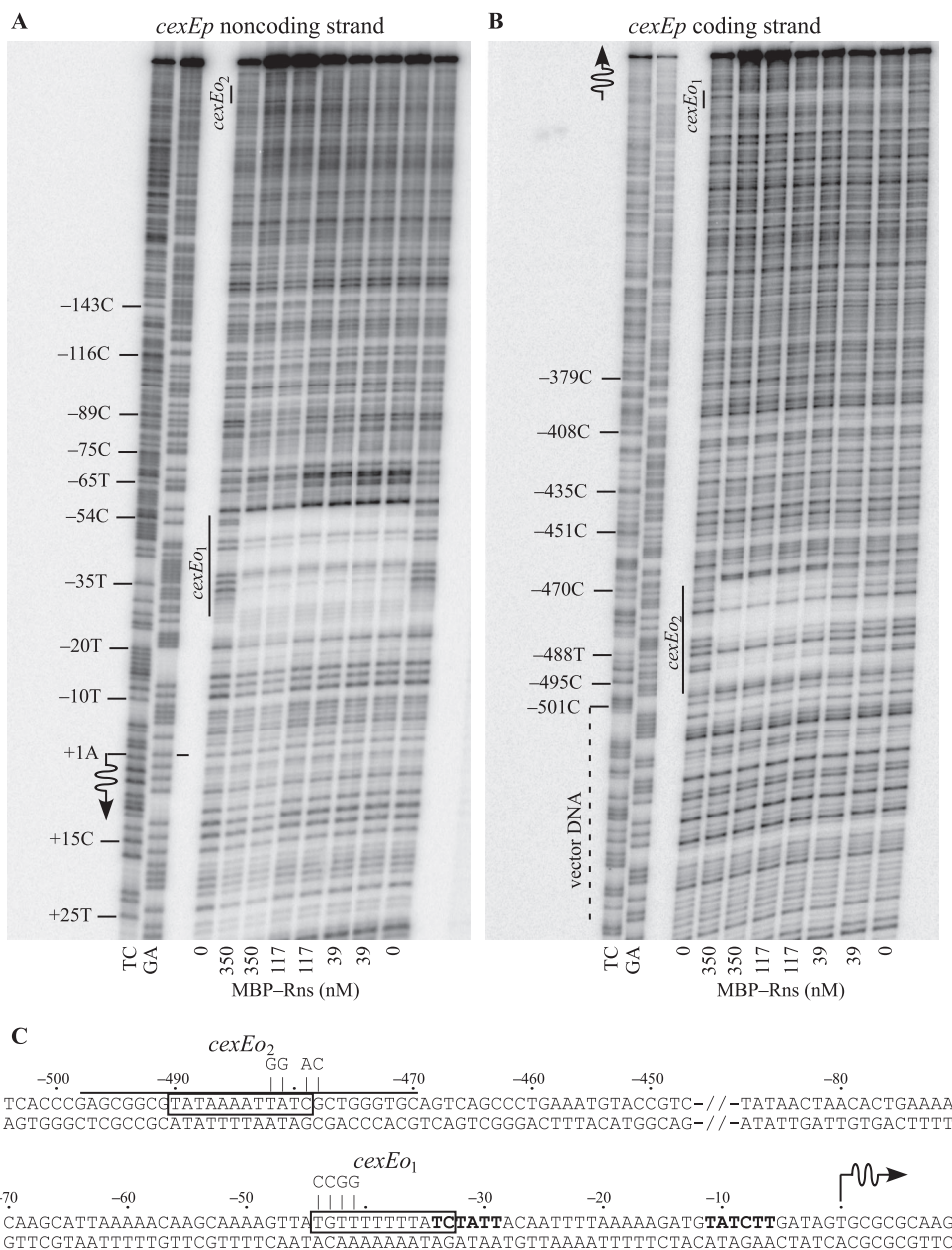 A
cexEp noncoding strand
cexEo2
–143C
–116C
–89C
–75C
–65T
–54C
cexEo1
–35T
–20T
–10T
+1A
+15C
+25T
TC
GA
0
350
350
117
117
39
39
0
MBP–Rns (nM)
B
cexEp coding strand
cexEo1
–379C
–408C
–435C
–451C
–470C
cexEo2
–488T
–495C
–501C
vector DNA
TC
GA
0
350
350
117
117
39
39
0
MBP–Rns (nM)
C
cexEo2
GG AC
–500 –490 –470 –460 –450 –80
TCACCCGAGCGGCGTATAAAATTATCGCTGGGTGCAGTCAGCCCTGAAATGTACCGTC–//–TATAACTAACACTGAAAA
AGTGGGCTCGCCGCATATTTTAATAGCGACCCACGTCAGTCGGGACTTTACATGGCAG–//–ATATTGATTGTGACTTTT
cexEo1
CCGG
–70 –60 –50 –30 –20 –10
CAAGCATTAAAAACAAGCAAAAGTTATGTTTTTTTATCTATTACAATTTTAAAAAGATGTATCTTGATAGTGCGCGCAAG
GTTCGTAATTTTTGTTCGTTTTCAATACAAAAAAATAGATAATGTTAAAATTTTTCTACATAGAACTATCACGCGCGTTC